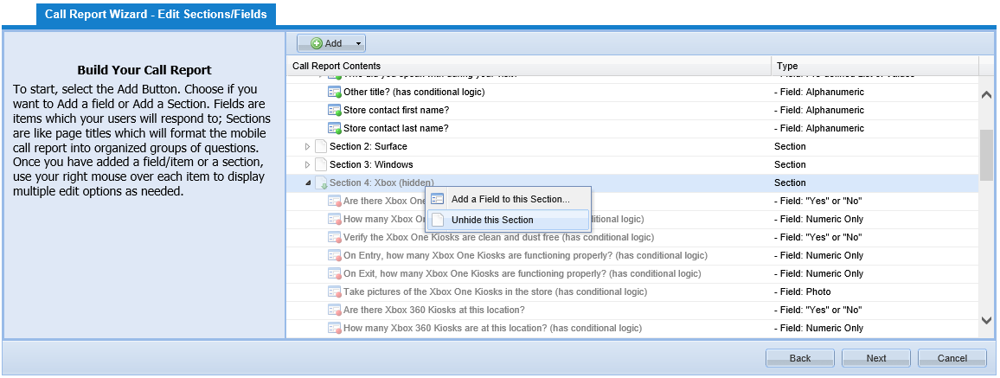 Call Report Wizard - Edit Sections/Fields
Build Your Call Report
To start, select the Add Button. Choose if you
want to Add a field or Add a Section. Fields are
items which your users will respond to; Sections
are like page titles which will format the mobile
call report into organized groups of questions.
Once you have added a field/item or a section,
use your right mouse over each item to display
multiple edit options as needed.
Add
Call Report Contents Type
Other title? (has conditional logic) - Field: Alphanumeric
Store contact first name? - Field: Alphanumeric
Store contact last name? - Field: Alphanumeric
Section 2: Surface Section
Section 3: Windows Section
Section 4: Xbox (hidden) Section
Add a Field to this Section...
Unhide this Section
Are there Xbox One - Field: "Yes" or "No"
How many Xbox On cation? (has conditional logic) - Field: Numeric Only
Verify the Xbox One Kiosks are clean and dust free (has conditional logic) - Field: "Yes" or "No"
On Entry, how many Xbox One Kiosks are functioning properly? (has conditional logic) - Field: Numeric Only
On Exit, how many Xbox One Kiosks are functioning properly? (has conditional logic) - Field: Numeric Only
Take pictures of the Xbox One Kiosks in the store (has conditional logic) - Field: Photo
Are there Xbox 360 Kiosks at this location? - Field: "Yes" or "No"
How many Xbox 360 Kiosks are at this location? (has conditional logic) - Field: Numeric Only
Back Next Cancel